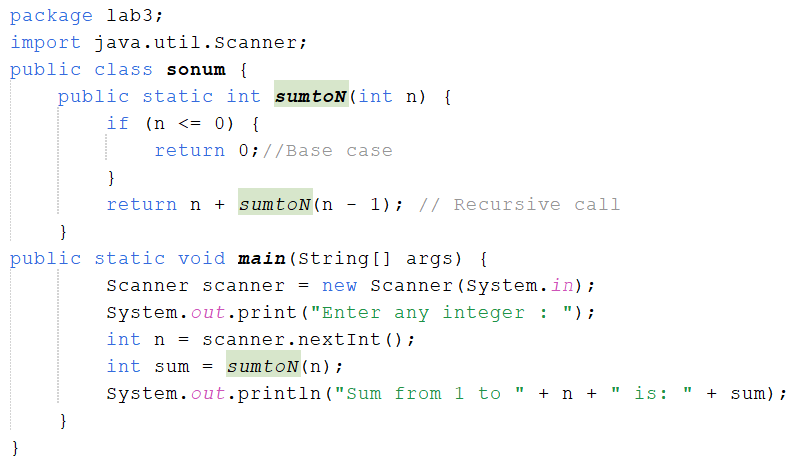 package lab3;
import java.util.Scanner;
public class sonum {
    public static int sumtoN(int n) {
        if (n <= 0) {
            return 0;//Base case
        }
        return n + sumtoN(n - 1); // Recursive call
    }
public static void main(String[] args) {
        Scanner scanner = new Scanner(System.in);
        System.out.print("Enter any integer : ");
        int n = scanner.nextInt();
        int sum = sumtoN(n);
        System.out.println("Sum from 1 to " + n + " is: " + sum);
    }
}